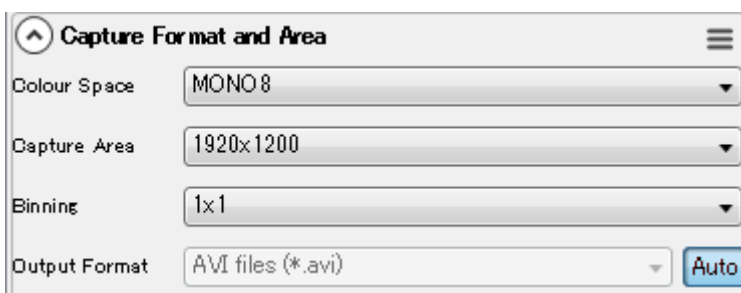 Capture Format and Area
Colour Space MONO8
Capture Area 1920x1200
Binning 1x1
Output Format AVI files (*.avi) Auto